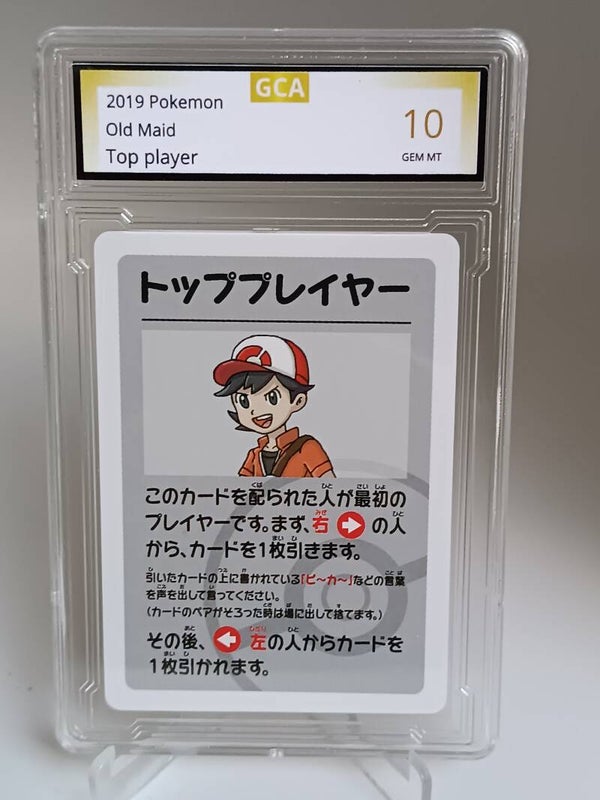 GCA
2019 Pokemon
Old Maid
Top player
10
GEM MT
トッププレイヤー
このカードを配られた人が最初の
プレイヤーです。まず、右 の人
から、カードを1枚引きます。
引いたカードの上に書かれている「ピ〜カ〜」などの言葉
を声を出して言ってください。
(カードのペアがそろった時は場に出して捨てます。)
その後、 左の人からカードを
1枚引かれます。